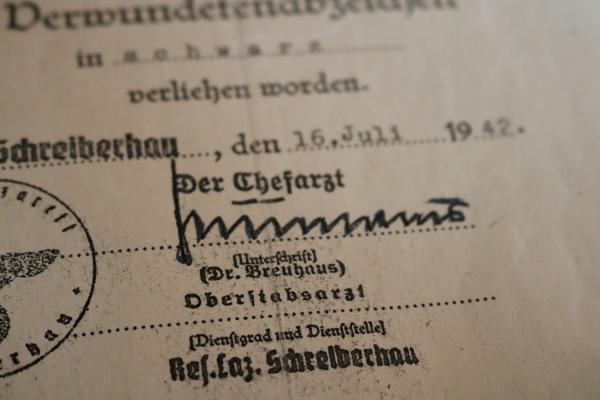 Verwundetenabzeichen
in schwarz
verliehen worden.
Schreiberhau, den 16.Juli 1942.
Der Chefarzt
[Unterschrift]
(Dr. Breuhaus)
Oberstabsarzt
[Dienstgrad und Dienststelle]
Res.Laz. Schreiberhau